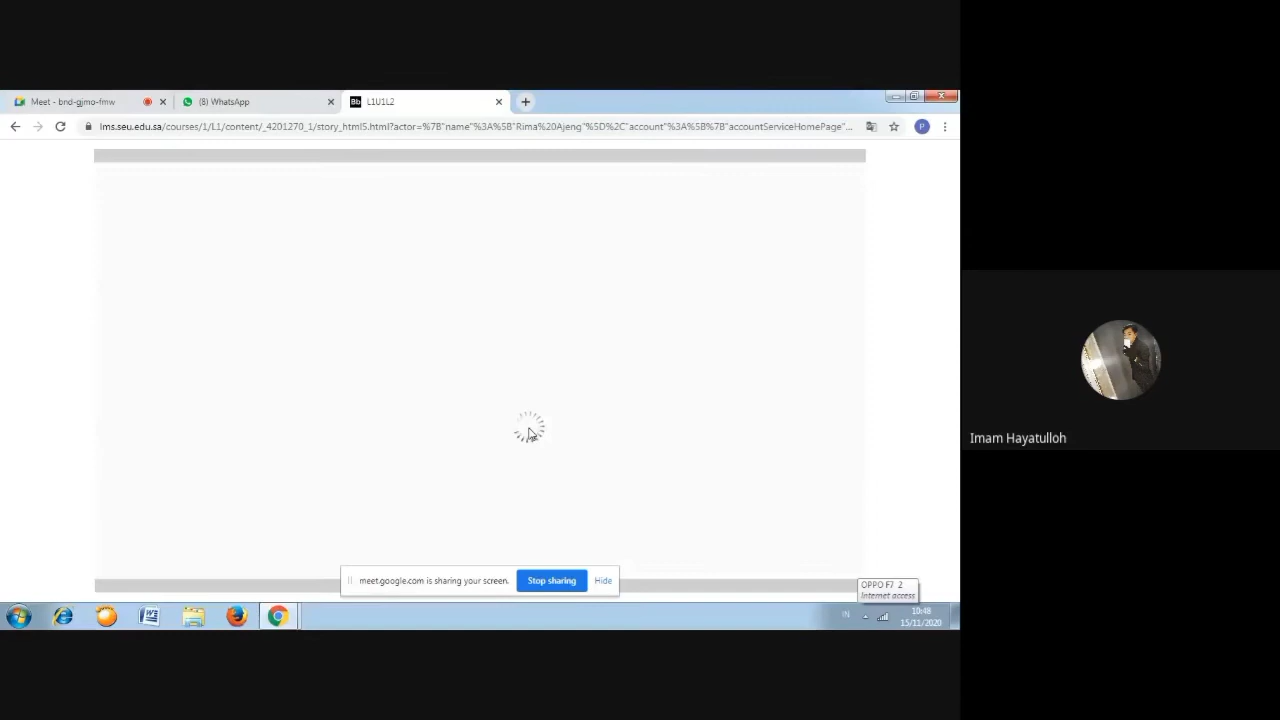 Meet - bnd-gjmo-fmw
(8) WhatsApp
Bb L1U1L2
lms.seu.edu.sa/courses/1/L1/content/_4201270_1/story_html5.html?actor=%7B"name"%3A%5B"Rima%20Ajeng"%5D%2C"account"%3A%5B%7B"accountServiceHomePage"...
P
Imam Hayatulloh
meet.google.com is sharing your screen.
Stop sharing
Hide
OPPO F7 2
Internet access
IN
10:48
15/11/2020